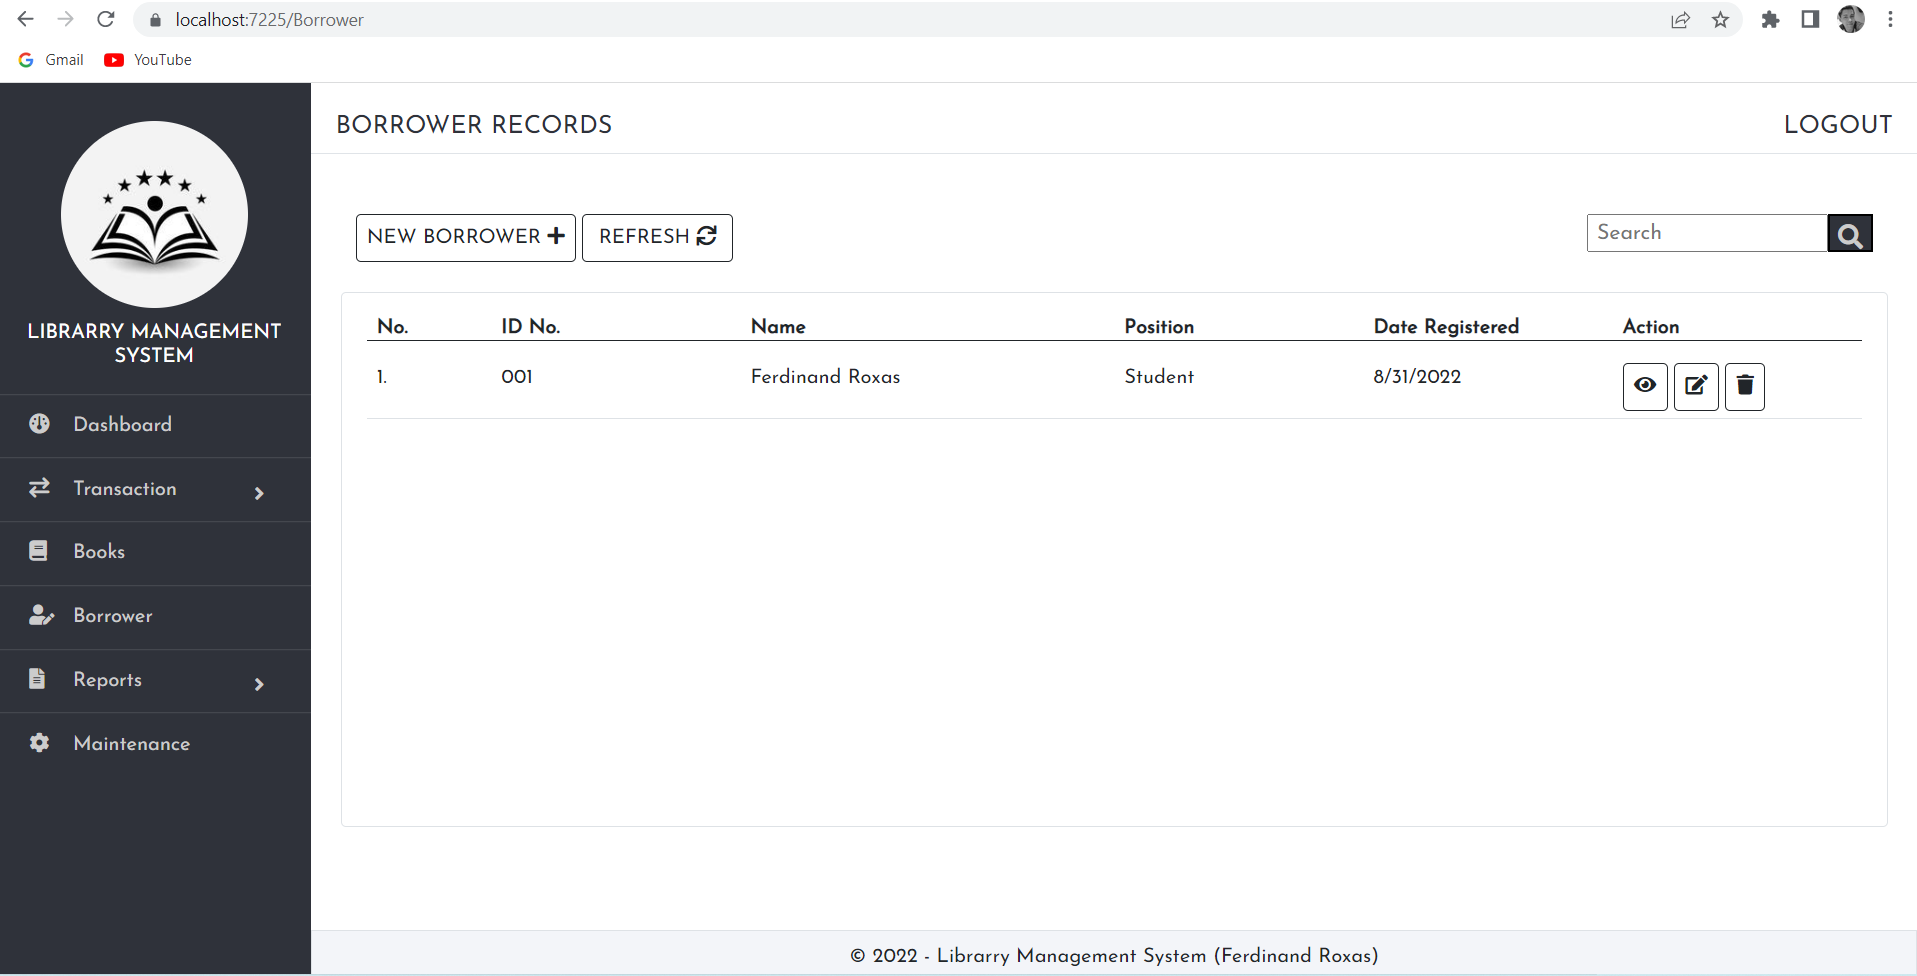 localhost:7225/Borrower
Gmail YouTube
LIBRARRY MANAGEMENT
SYSTEM
Dashboard
Transaction
Books
Borrower
Reports
Maintenance
BORROWER RECORDS LOGOUT
NEW BORROWER REFRESH Search
No. ID No. Name Position Date Registered Action
1. 001 Ferdinand Roxas Student 8/31/2022
© 2022 - Librarry Management System (Ferdinand Roxas)